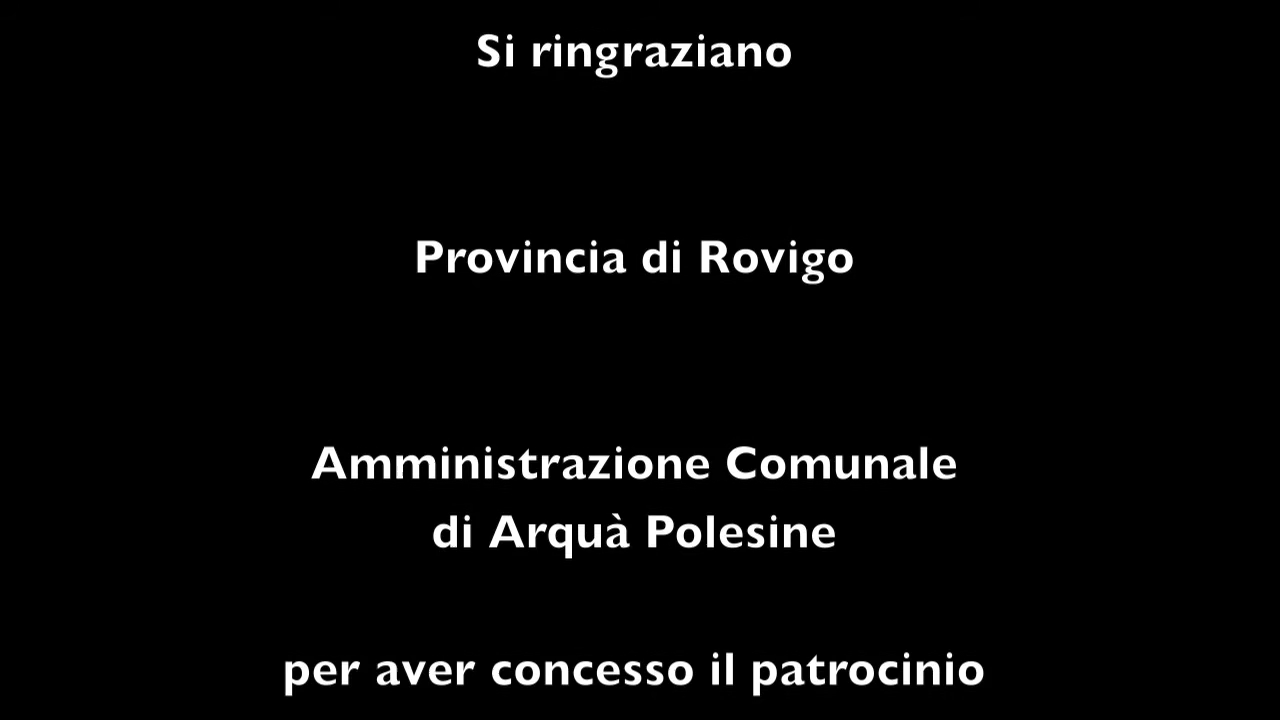 Si ringraziano
Provincia di Rovigo
Amministrazione Comunale
di Arquà Polesine
per aver concesso il patrocinio